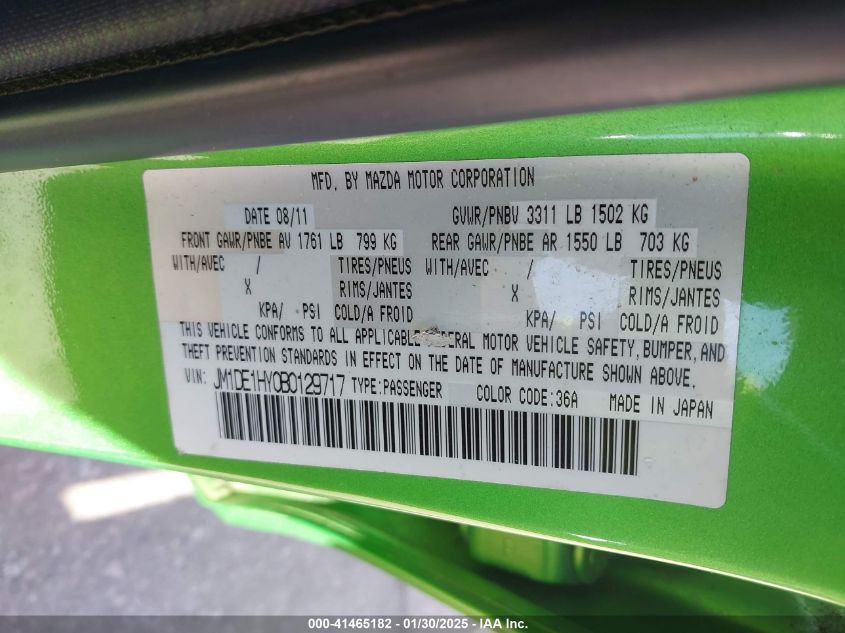 MFD. BY MAZDA MOTOR CORPORATION
DATE 08/11 GVWR/PNBV 3311 LB 1502 KG
FRONT GAWR/PNBE AV 1761 LB 799 KG REAR GAWR/PNBE AR 1550 LB 703 KG
WITH/AVEC / TIRES/PNEUS WITH/AVEC / TIRES/PNEUS
X RIMS/JANTES X RIMS/JANTES
KPA/ PSI COLD/A FROID KPA/ PSI COLD/A FROID
THIS VEHICLE CONFORMS TO ALL APPLICABLE MOTOR VEHICLE SAFETY, BUMPER, AND
THEFT PREVENTION STANDARDS IN EFFECT ON THE DATE OF MANUFACTURE SHOWN ABOVE.
VIN: JM1DE1HY0B0129717 TYPE:PASSENGER COLOR CODE:36A MADE IN JAPAN
000-41465182 - 01/30/2025 - IAA Inc.